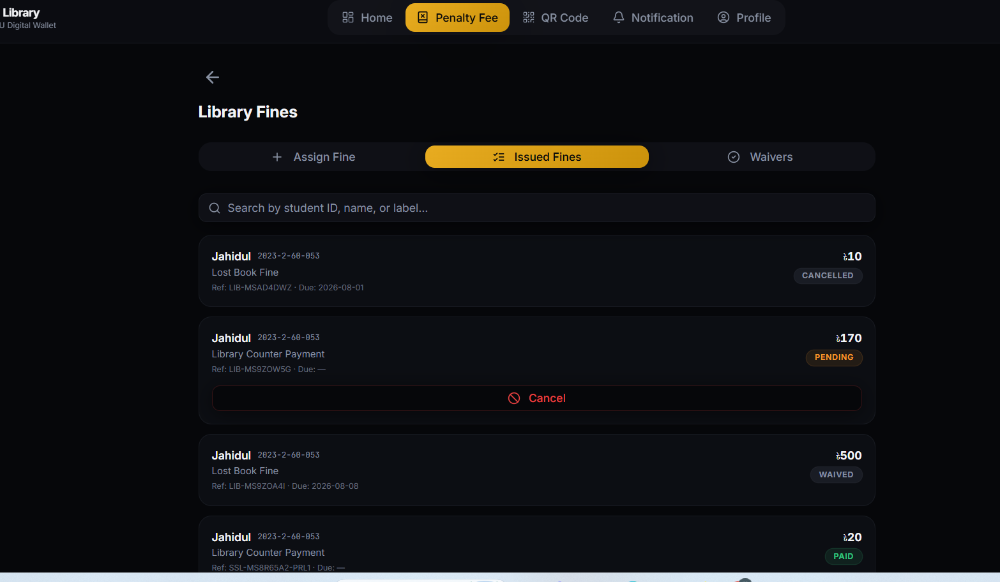 Library
U Digital Wallet
Home
Penalty Fee
QR Code
Notification
Profile
Library Fines
Assign Fine
Issued Fines
Waivers
Search by student ID, name, or label...
Jahidul 2023-2-60-053
৳10
Lost Book Fine
CANCELLED
Ref: LIB-MSAD4DWZ · Due: 2026-08-01
Jahidul 2023-2-60-053
৳170
Library Counter Payment
PENDING
Ref: LIB-MS9ZOW5G · Due: —
Cancel
Jahidul 2023-2-60-053
৳500
Lost Book Fine
WAIVED
Ref: LIB-MS9ZOA4I · Due: 2026-08-08
Jahidul 2023-2-60-053
৳20
Library Counter Payment
PAID
Ref: SSL-MS8R65A2-PRL1 · Due: —